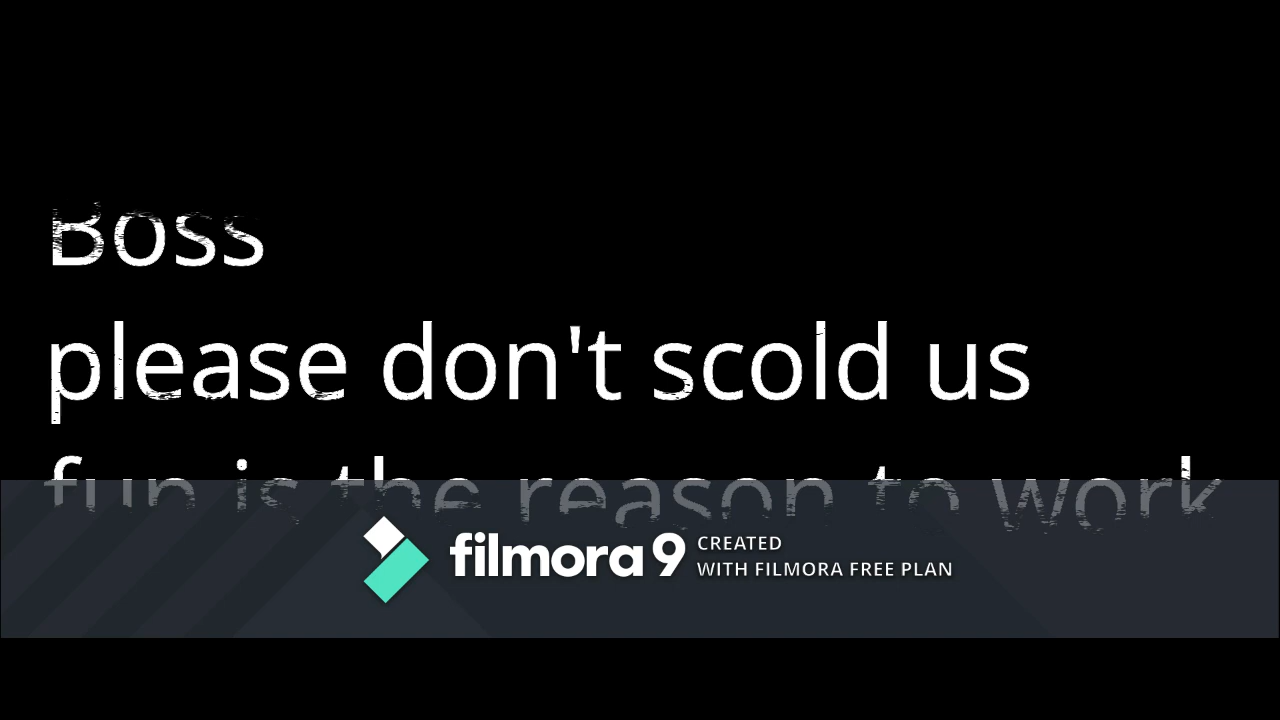 Boss
please don't scold us
fun is the reason to work
filmora9
CREATED
WITH FILMORA FREE PLAN